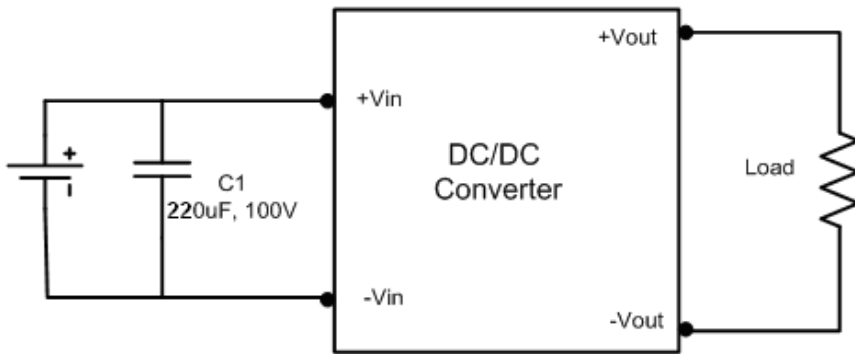 +Vout
+Vin
DC/DC
Converter
Load
+
-
C1
220uF, 100V
-Vin
-Vout